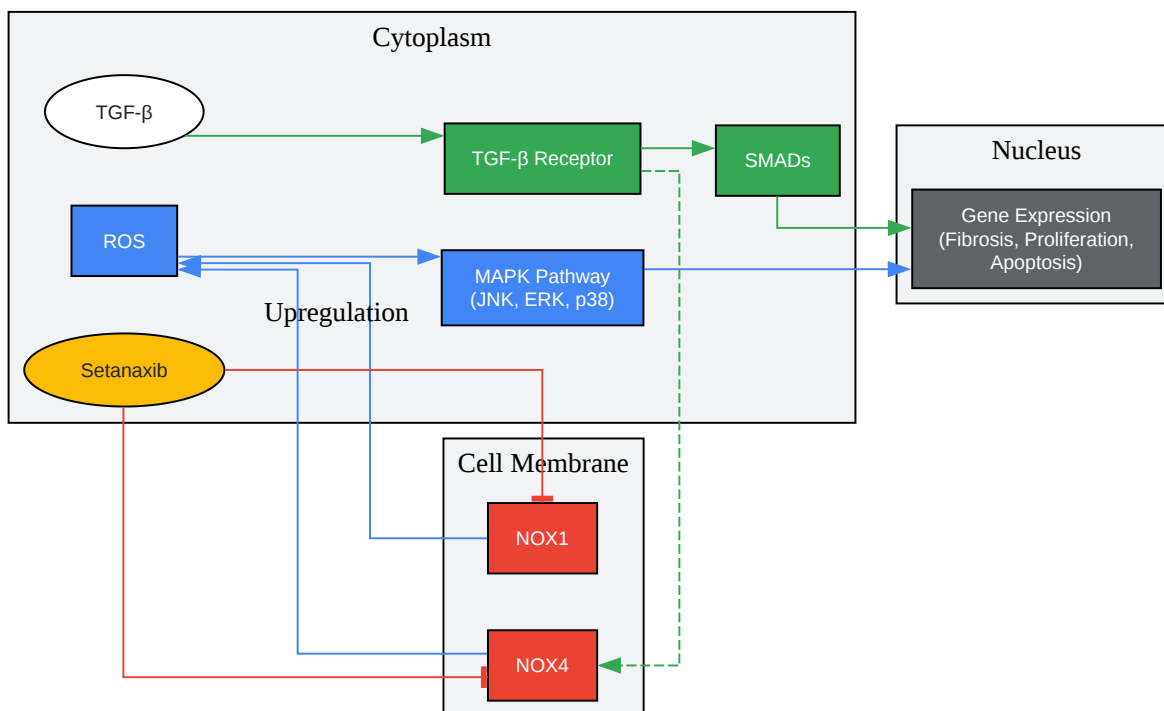 Cytoplasm
TGF-β
TGF-β Receptor
SMADs
Nucleus
Gene Expression
(Fibrosis, Proliferation,
Apoptosis)
ROS
MAPK Pathway
(JNK, ERK, p38)
Upregulation
Setanaxib
Cell Membrane
NOX1
NOX4